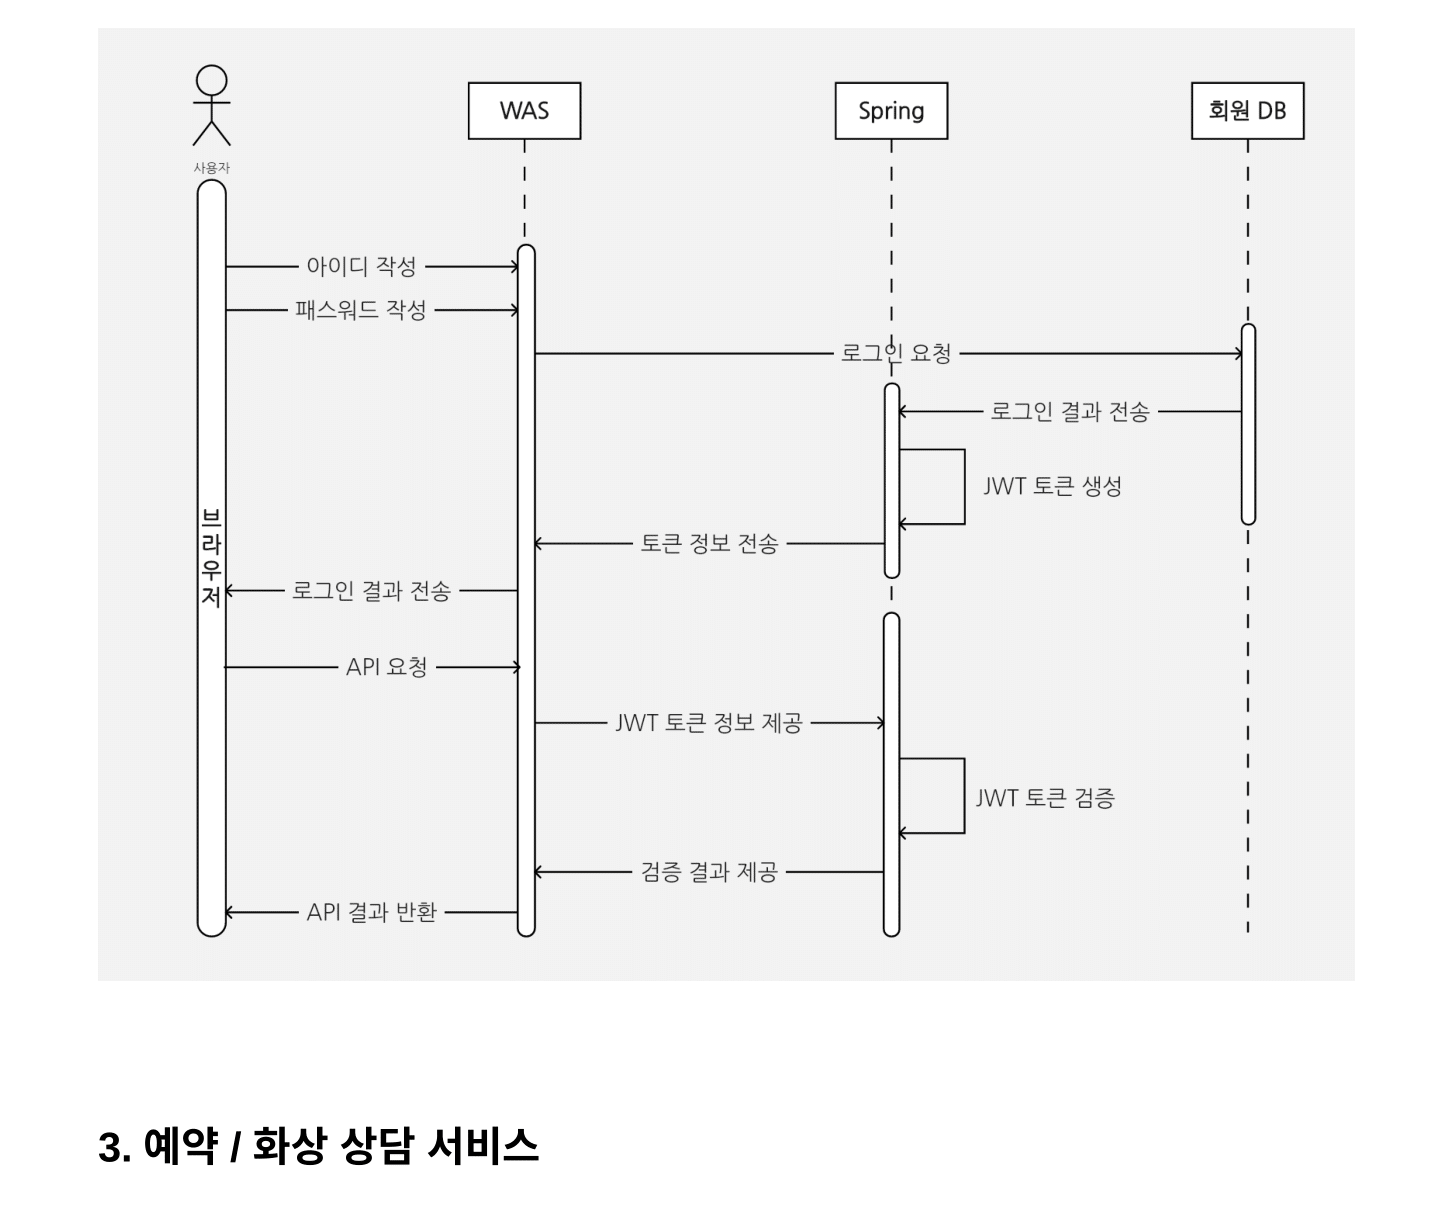 WAS
Spring
회원 DB
사용자
아이디 작성
패스워드 작성
로그인 요청
로그인 결과 전송
JWT 토큰 생성
브라우저
토큰 정보 전송
로그인 결과 전송
API 요청
JWT 토큰 정보 제공
JWT 토큰 검증
검증 결과 제공
API 결과 반환
3. 예약 / 화상 상담 서비스